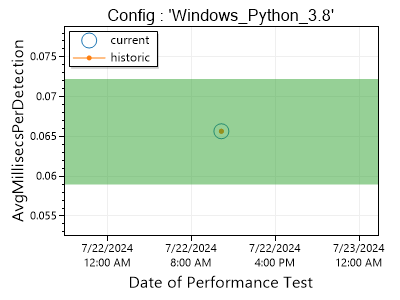 Config : 'Windows_Python_3.8'
current
historic
AvgMillisecsPerDetection
0.075
0.07
0.065
0.06
0.055
7/22/2024
12:00 AM
7/22/2024
8:00 AM
7/22/2024
4:00 PM
7/23/2024
12:00 AM
Date of Performance Test